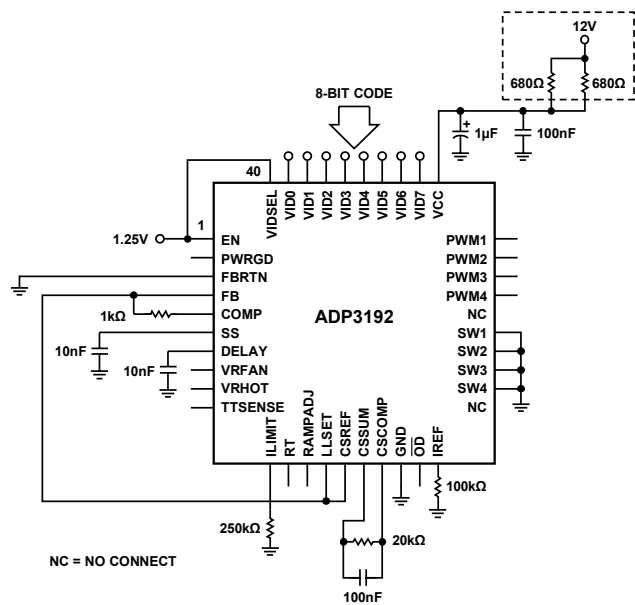 12V
680Ω
680Ω
8-BIT CODE
+
1µF
100nF
40
VIDSEL
VID0
VID1
VID2
VID3
VID4
VID5
VID6
VID7
VCC
1
1.25V
EN
PWRGD
FBRTN
FB
COMP
SS
DELAY
VRFAN
VRHOT
TTSENSE
1kΩ
10nF
10nF
ADP3192
PWM1
PWM2
PWM3
PWM4
NC
SW1
SW2
SW3
SW4
NC
ILIMIT
RT
RAMPADJ
LLSET
CSREF
CSSUM
CSCOMP
GND
OD
IREF
250kΩ
100kΩ
20kΩ
100nF
NC = NO CONNECT